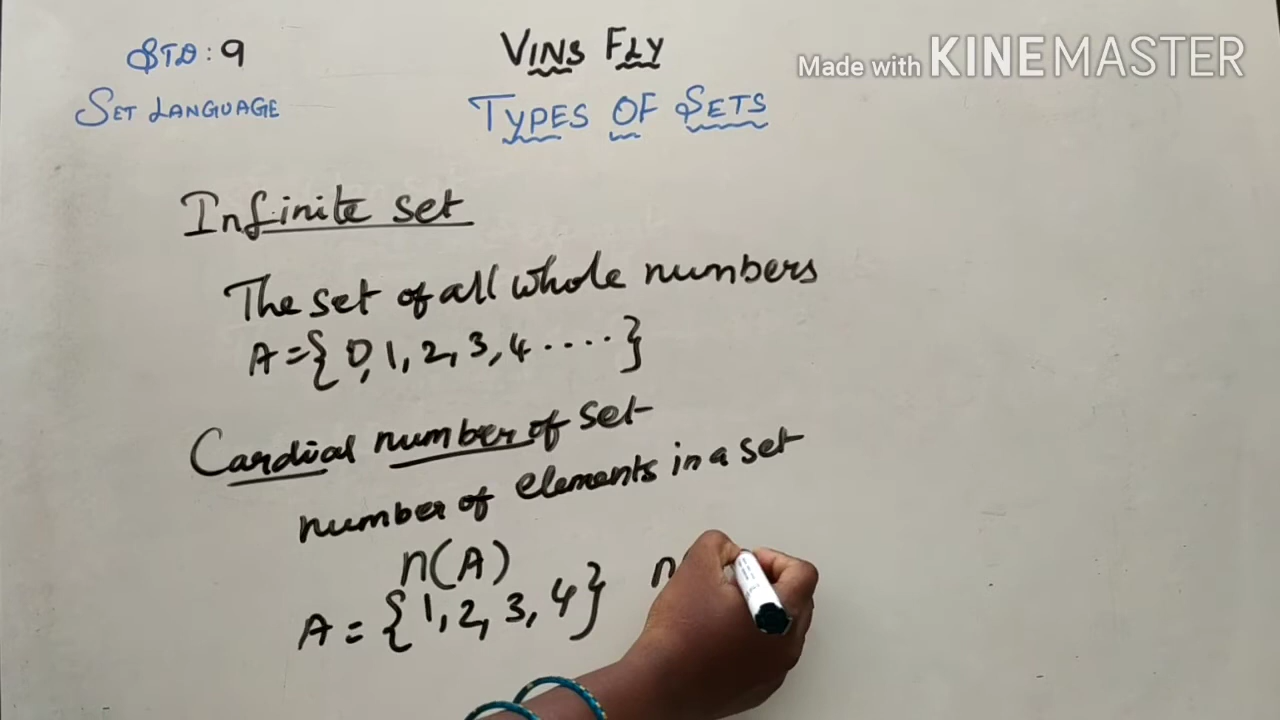 STD : 9
VINS FLY
Made with KINEMASTER
SET LANGUAGE
TYPES OF SETS
Infinite set
The set of all whole numbers
A = { 0, 1, 2, 3, 4 ..... }
Cardial number of set
number of elements in a set
n(A)
A = { 1, 2, 3, 4 } n(